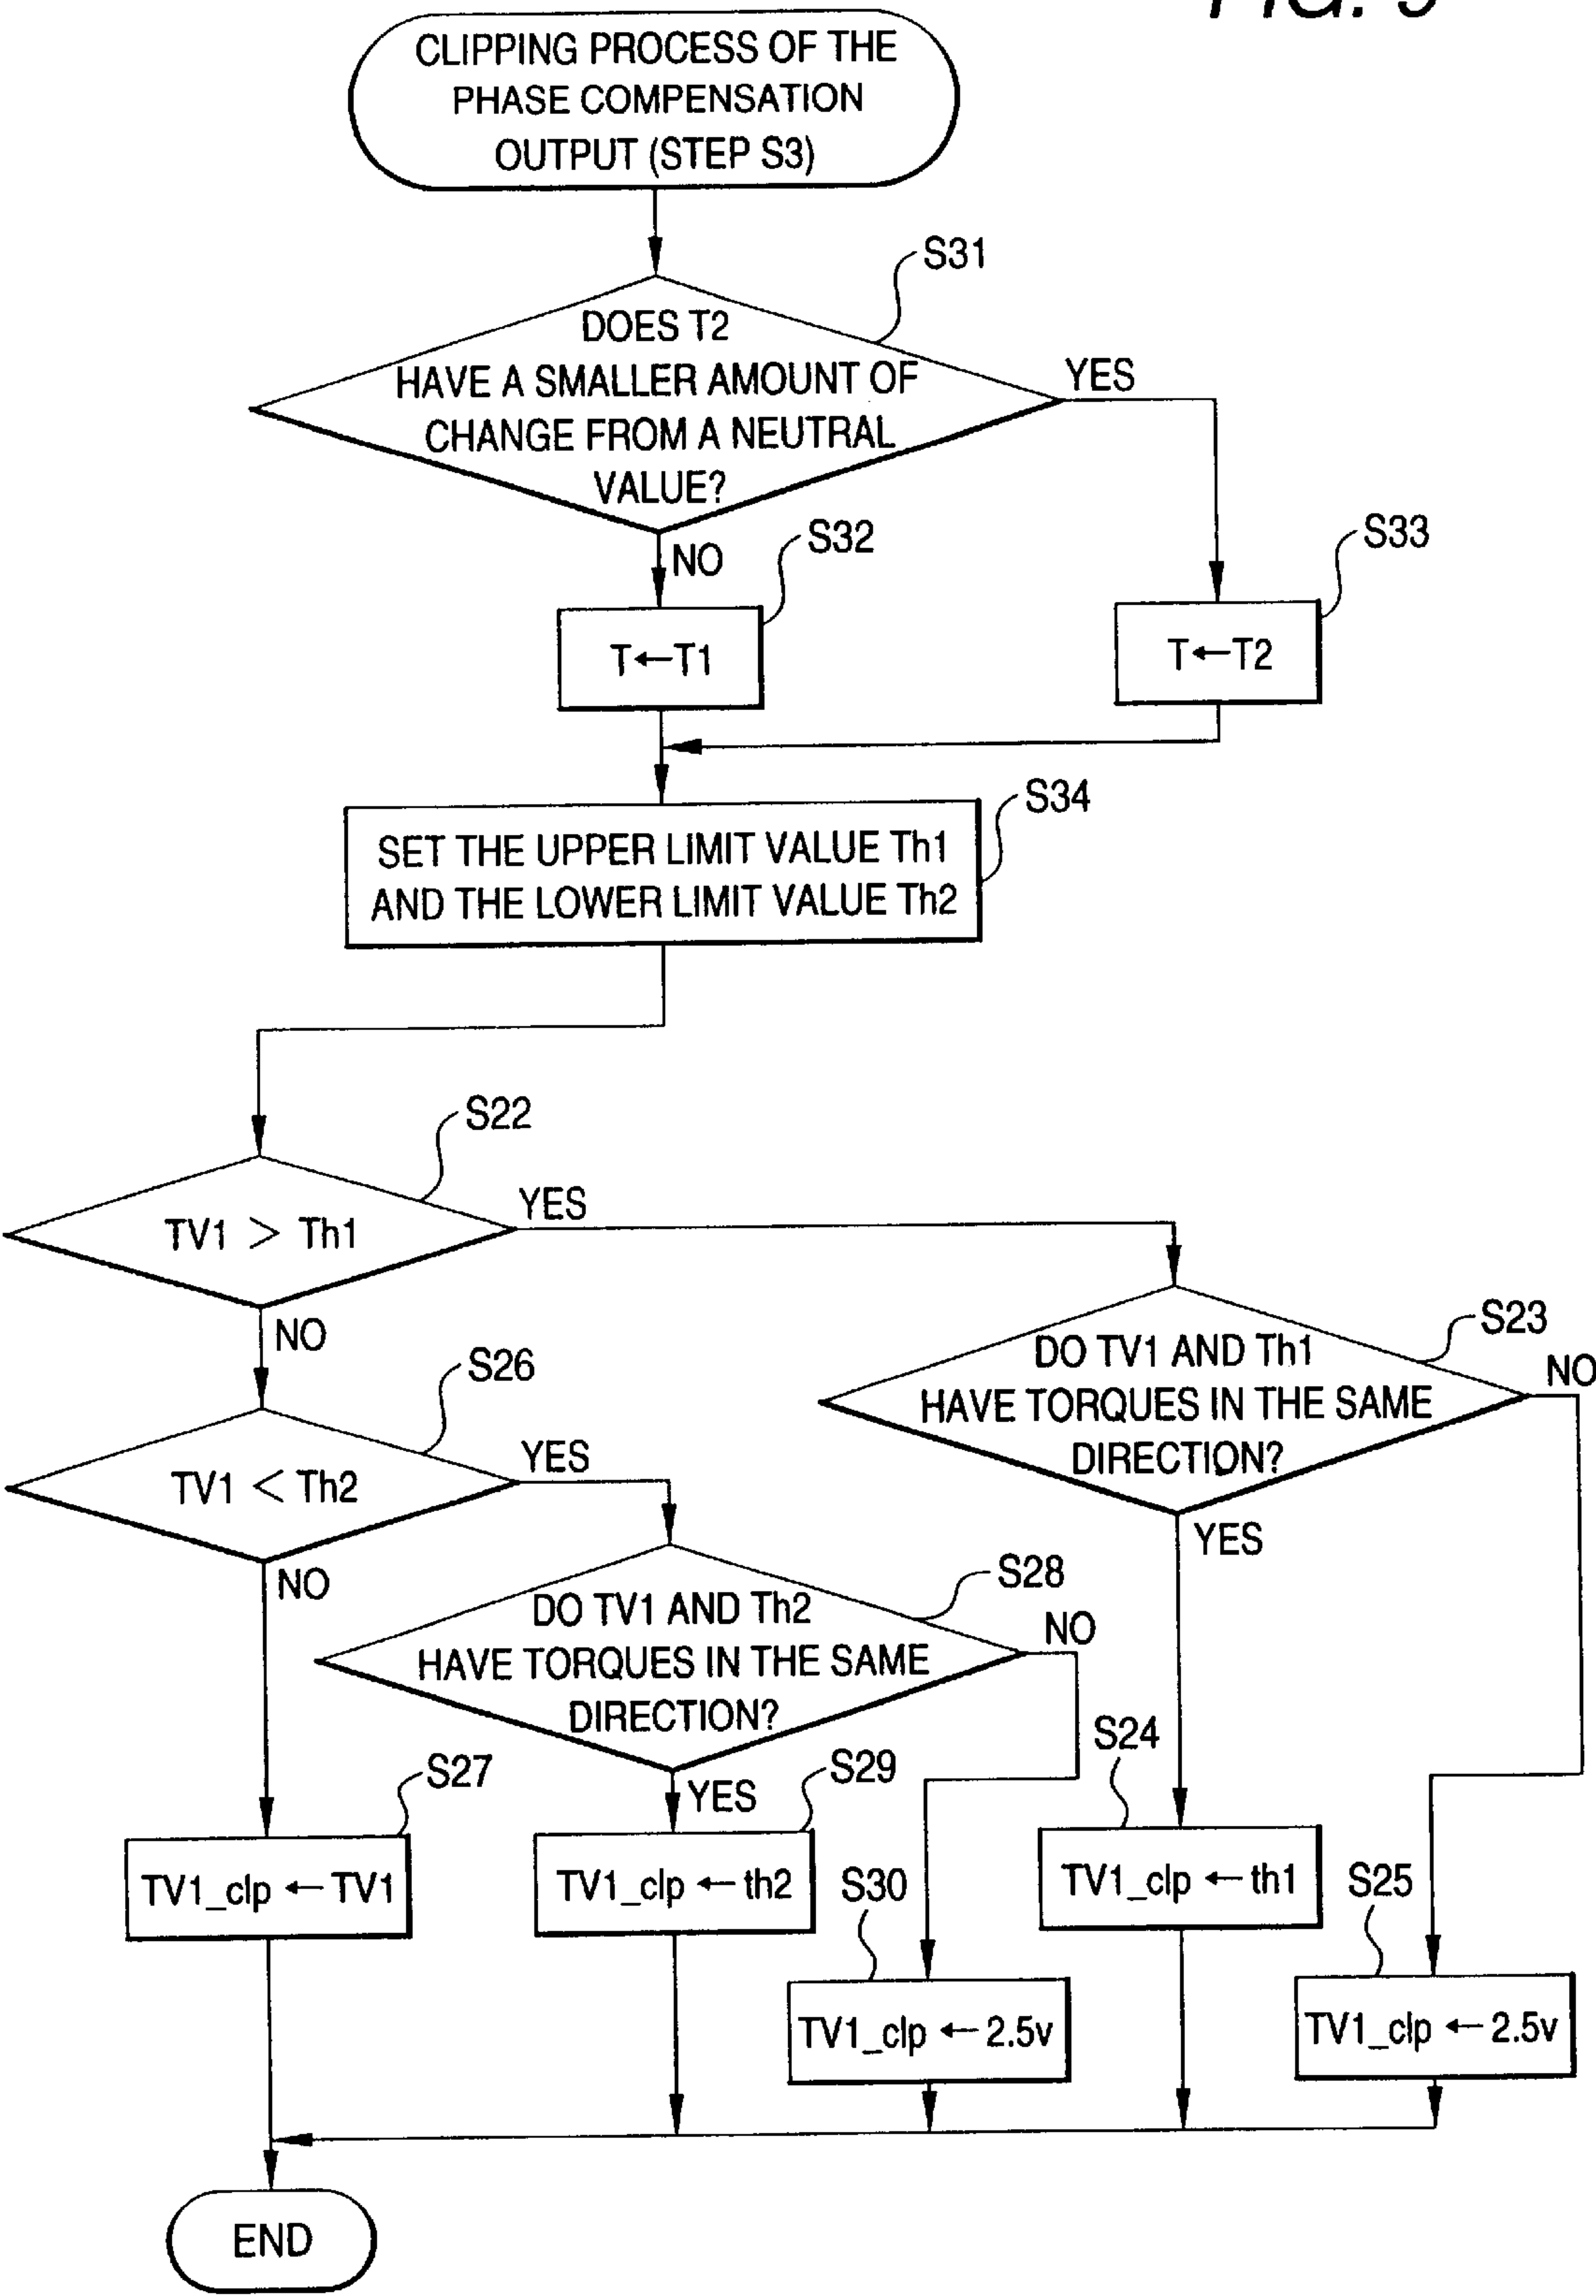 CLIPPING PROCESS OF THE
PHASE COMPENSATION
OUTPUT (STEP S3)
S31
DOES T2
HAVE A SMALLER AMOUNT OF
CHANGE FROM A NEUTRAL
VALUE?
YES
NO
S32
S33
T←T1
T←T2
S34
SET THE UPPER LIMIT VALUE Th1
AND THE LOWER LIMIT VALUE Th2
S22
TV1 > Th1
YES
NO
S23
DO TV1 AND Th1
HAVE TORQUES IN THE SAME
DIRECTION?
NO
YES
S26
TV1 < Th2
YES
NO
S28
DO TV1 AND Th2
HAVE TORQUES IN THE SAME
DIRECTION?
NO
YES
S27
TV1_clp ← TV1
S29
TV1_clp ← th2
S30
TV1_clp ← 2.5v
S24
TV1_clp ← th1
S25
TV1_clp ← 2.5v
END